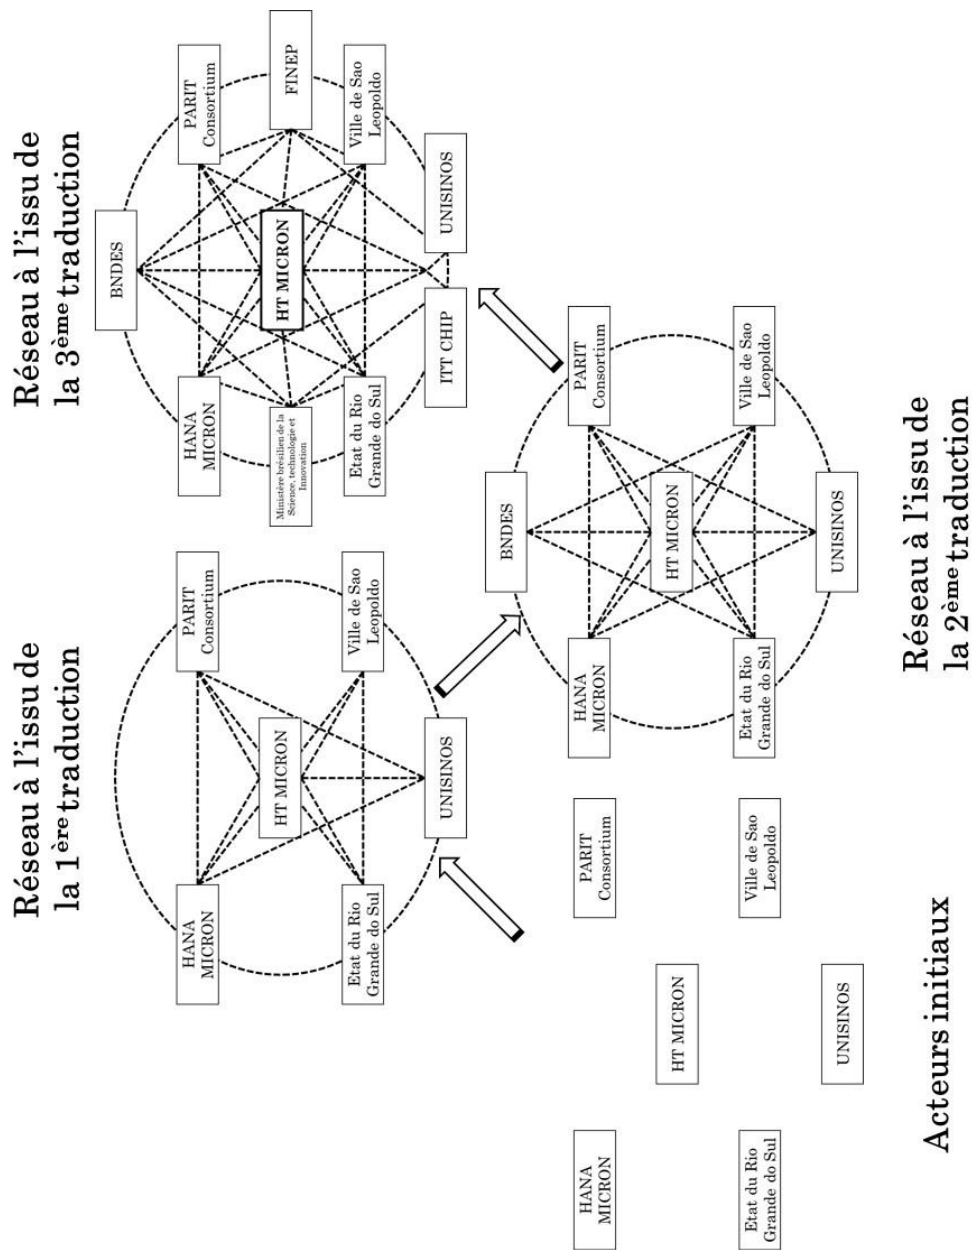 Réseau à l'issu de
la 1ère traduction
HANA
MICRON
PARIT
Consortium
HT MICRON
Etat du Rio
Grande do Sul
Ville de Sao
Leopoldo
UNISINOS
Réseau à l'issu de
la 3ème traduction
BNDES
HANA
MICRON
PARIT
Consortium
Ministère brésilien de la
Science, technologie et
Innovation
HT MICRON
FINEP
Etat du Rio
Grande do Sul
Ville de Sao
Leopoldo
ITT CHIP
UNISINOS
HANA
MICRON
PARIT
Consortium
HT MICRON
Etat du Rio
Grande do Sul
Ville de Sao
Leopoldo
UNISINOS
Acteurs initiaux
BNDES
HANA
MICRON
PARIT
Consortium
HT MICRON
Etat du Rio
Grande do Sul
Ville de Sao
Leopoldo
UNISINOS
Réseau à l'issu de
la 2ème traduction